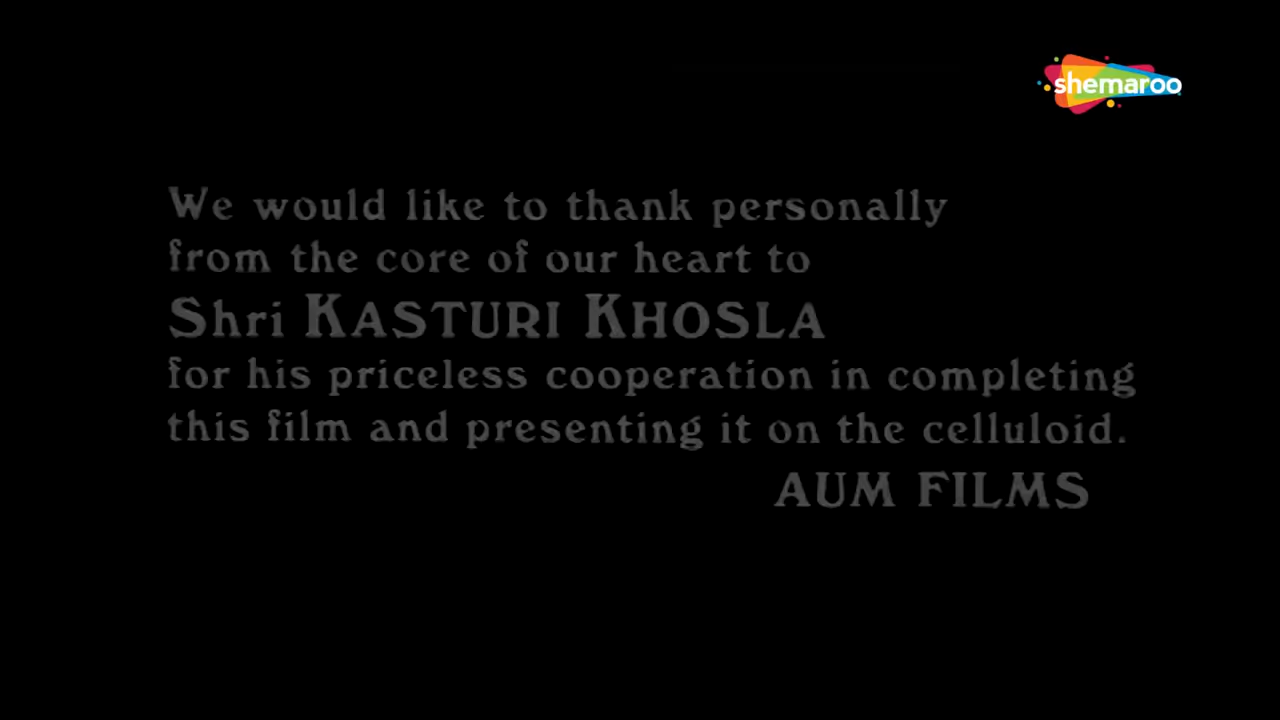 shemaroo
We would like to thank personally
from the core of our heart to
Shri KASTURI KHOSLA
for his priceless cooperation in completing
this film and presenting it on the celluloid.
AUM FILMS